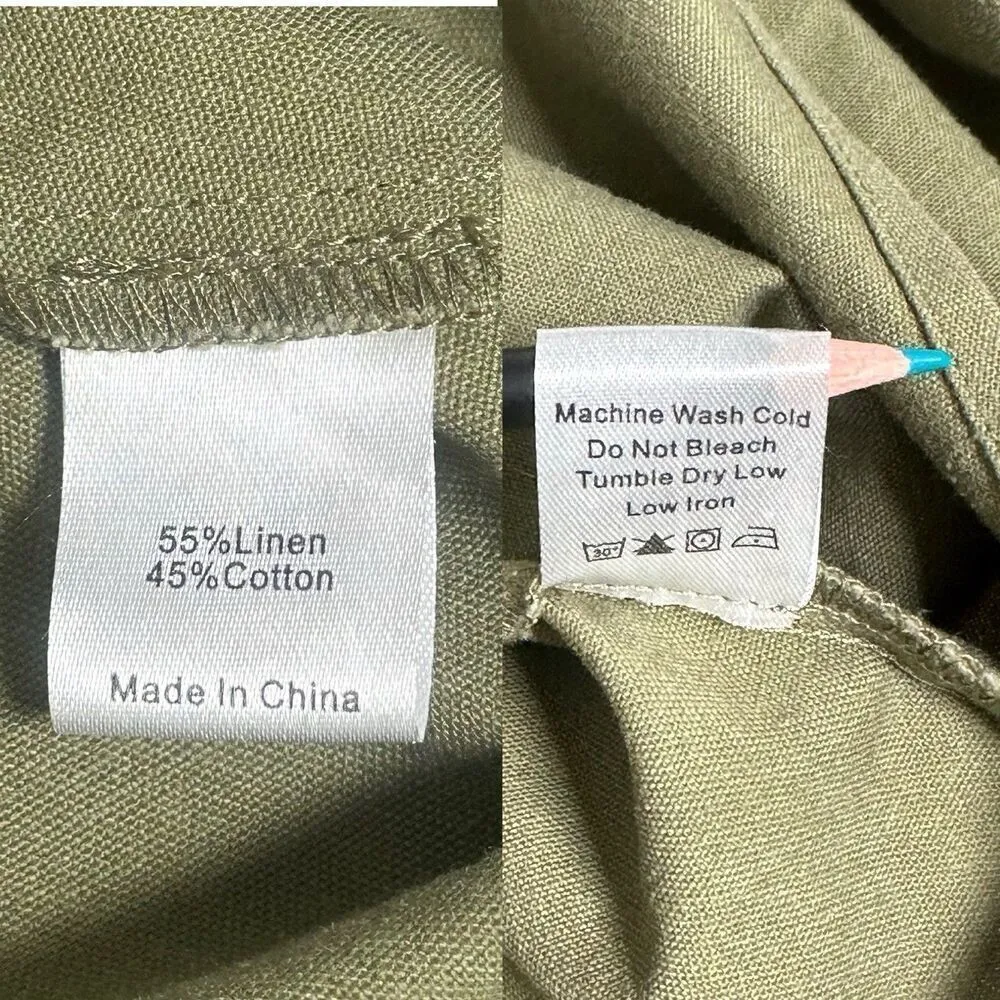 55%Linen
45%Cotton
Made In China
Machine Wash Cold
Do Not Bleach
Tumble Dry Low
Low Iron
30°